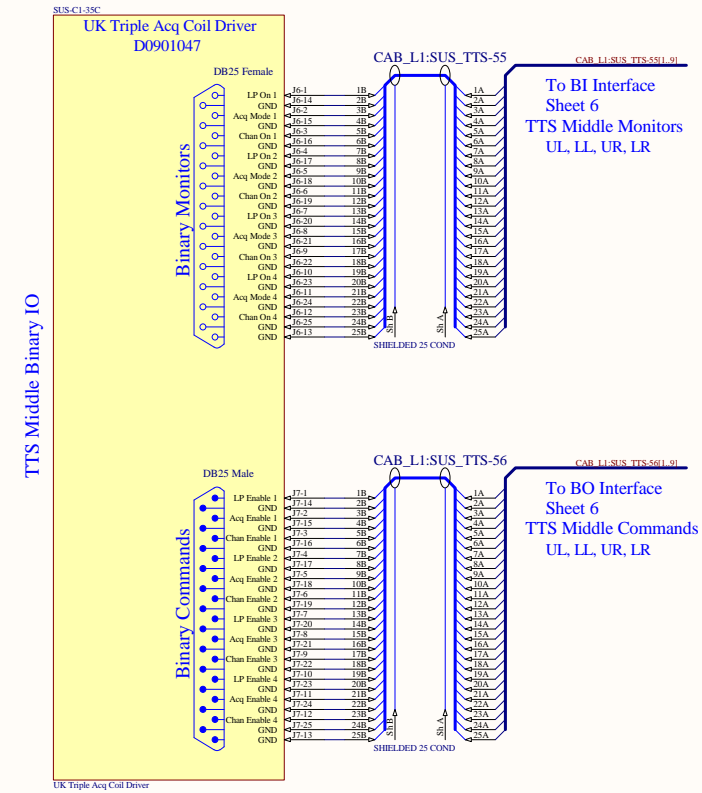 SUS-C1-35C
UK Triple Acq Coil Driver
D0901047
TTS Middle Binary IO
DB25 Female
Binary Monitors
LP On 1 J6-1 1B
GND J6-14 2B
Acq Mode 1 J6-2 3B
GND J6-15 4B
Chan On 1 J6-3 5B
GND J6-16 6B
LP On 2 J6-4 7B
GND J6-17 8B
Acq Mode 2 J6-5 9B
GND J6-18 10B
Chan On 2 J6-6 11B
GND J6-19 12B
LP On 3 J6-7 13B
GND J6-20 14B
Acq Mode 3 J6-8 15B
GND J6-21 16B
Chan On 3 J6-9 17B
GND J6-22 18B
LP On 4 J6-10 19B
GND J6-23 20B
Acq Mode 4 J6-11 21B
GND J6-24 22B
Chan On 4 J6-12 23B
GND J6-25 24B
GND J6-13 25B
CAB_L1:SUS_TTS-55
Sh B
Sh A
SHIELDED 25 COND
1A
2A
3A
4A
5A
6A
7A
8A
9A
10A
11A
12A
13A
14A
15A
16A
17A
18A
19A
20A
21A
22A
23A
24A
25A
CAB_L1:SUS_TTS-55[1..9]
To BI Interface
Sheet 6
TTS Middle Monitors
UL, LL, UR, LR
DB25 Male
Binary Commands
LP Enable 1 J7-1 1B
GND J7-14 2B
Acq Enable 1 J7-2 3B
GND J7-15 4B
Chan Enable 1 J7-3 5B
GND J7-16 6B
LP Enable 2 J7-4 7B
GND J7-17 8B
Acq Enable 2 J7-5 9B
GND J7-18 10B
Chan Enable 2 J7-6 11B
GND J7-19 12B
LP Enable 3 J7-7 13B
GND J7-20 14B
Acq Enable 3 J7-8 15B
GND J7-21 16B
Chan Enable 3 J7-9 17B
GND J7-22 18B
LP Enable 4 J7-10 19B
GND J7-23 20B
Acq Enable 4 J7-11 21B
GND J7-24 22B
Chan Enable 4 J7-12 23B
GND J7-25 24B
GND J7-13 25B
CAB_L1:SUS_TTS-56
Sh B
Sh A
SHIELDED 25 COND
1A
2A
3A
4A
5A
6A
7A
8A
9A
10A
11A
12A
13A
14A
15A
16A
17A
18A
19A
20A
21A
22A
23A
24A
25A
CAB_L1:SUS_TTS-56[1..9]
To BO Interface
Sheet 6
TTS Middle Commands
UL, LL, UR, LR
UK Triple Acq Coil Driver